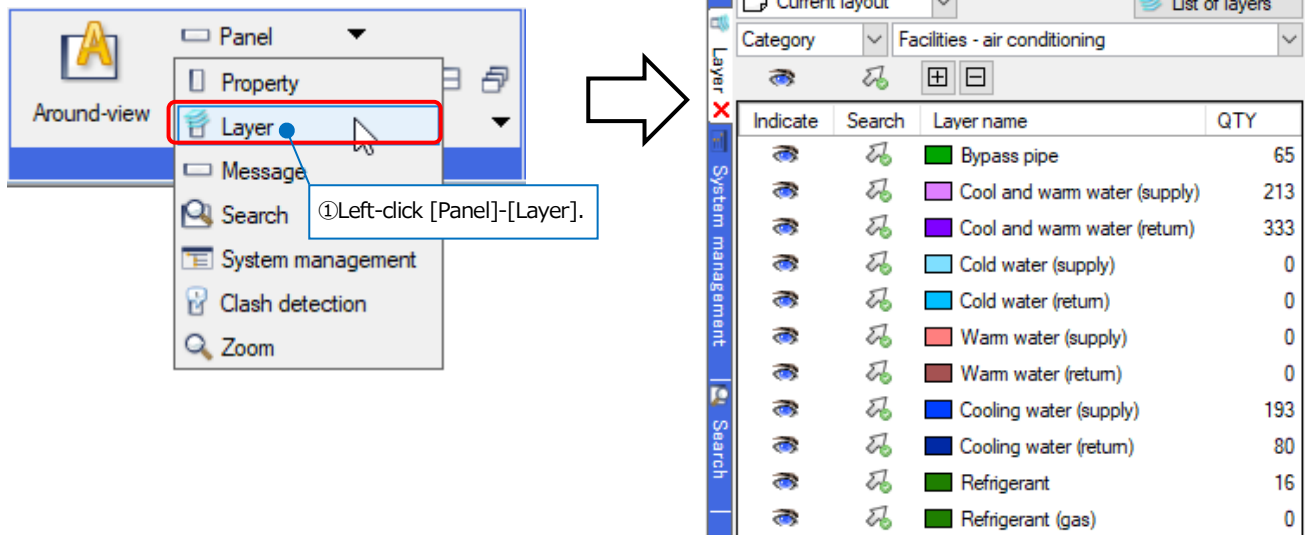 Panel
Around-view
Property
Layer
Message
Search
System management
Clash detection
Zoom
①Left-click [Panel]-[Layer].
Current layout
List of layers
Category
Facilities - air conditioning
Layer
System management
Search
Indicate Search Layer name QTY
Bypass pipe 65
Cool and warm water (supply) 213
Cool and warm water (return) 333
Cold water (supply) 0
Cold water (return) 0
Warm water (supply) 0
Warm water (return) 0
Cooling water (supply) 193
Cooling water (return) 80
Refrigerant 16
Refrigerant (gas) 0